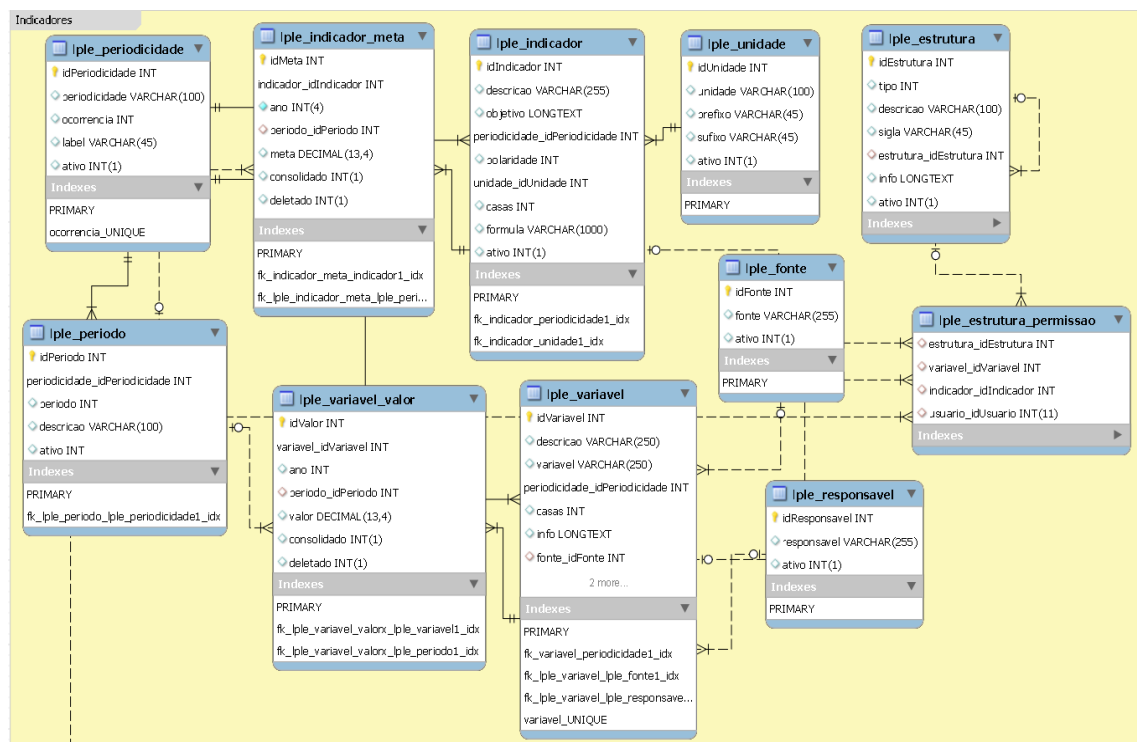 Indicadores
lple_periodicidade
idPeriodicidade INT
periodicidade VARCHAR(100)
ocorrencia INT
label VARCHAR(45)
ativo INT(1)
Indexes
PRIMARY
ocorrencia_UNIQUE
lple_indicador_meta
idMeta INT
indicador_idIndicador INT
ano INT(4)
periodo_idPeriodo INT
meta DECIMAL(13,4)
consolidado INT(1)
deletado INT(1)
Indexes
PRIMARY
fk_indicador_meta_indicador1_idx
fk_lple_indicador_meta_lple_peri...
lple_indicador
idIndicador INT
descricao VARCHAR(255)
objetivo LONGTEXT
periodicidade_idPeriodicidade INT
polaridade INT
unidade_idUnidade INT
casas INT
formula VARCHAR(1000)
ativo INT(1)
Indexes
PRIMARY
fk_indicador_periodicidade1_idx
fk_indicador_unidade1_idx
lple_unidade
idUnidade INT
unidade VARCHAR(100)
prefixo VARCHAR(45)
sufixo VARCHAR(45)
ativo INT(1)
Indexes
PRIMARY
lple_estrutura
idEstrutura INT
tipo INT
descricao VARCHAR(100)
sigla VARCHAR(45)
estrutura_idEstrutura INT
info LONGTEXT
ativo INT(1)
Indexes
lple_fonte
idFonte INT
fonte VARCHAR(255)
ativo INT(1)
Indexes
PRIMARY
lple_estrutura_permissao
estrutura_idEstrutura INT
variavel_idVariavel INT
indicador_idIndicador INT
usuario_idUsuario INT(11)
Indexes
lple_periodo
idPeriodo INT
periodicidade_idPeriodicidade INT
periodo INT
descricao VARCHAR(100)
ativo INT
Indexes
PRIMARY
fk_lple_periodo_lple_periodicidade1_idx
lple_variavel_valor
idValor INT
variavel_idVariavel INT
ano INT
periodo_idPeriodo INT
valor DECIMAL(13,4)
consolidado INT(1)
deletado INT(1)
Indexes
PRIMARY
fk_lple_variavel_valorx_lple_variavel1_idx
fk_lple_variavel_valorx_lple_periodo1_idx
lple_variavel
idVariavel INT
descricao VARCHAR(250)
variavel VARCHAR(250)
periodicidade_idPeriodicidade INT
casas INT
info LONGTEXT
fonte_idFonte INT
2 more...
Indexes
PRIMARY
fk_variavel_periodicidade1_idx
fk_lple_variavel_lple_fonte1_idx
fk_lple_variavel_lple_responsave...
variavel_UNIQUE
lple_responsavel
idResponsavel INT
responsavel VARCHAR(255)
ativo INT(1)
Indexes
PRIMARY